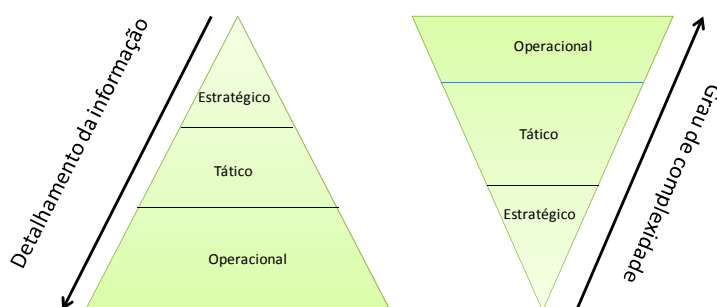 Detalhamento da informação
Estratégico
Tático
Operacional
Operacional
Tático
Estratégico
Grau de complexidade